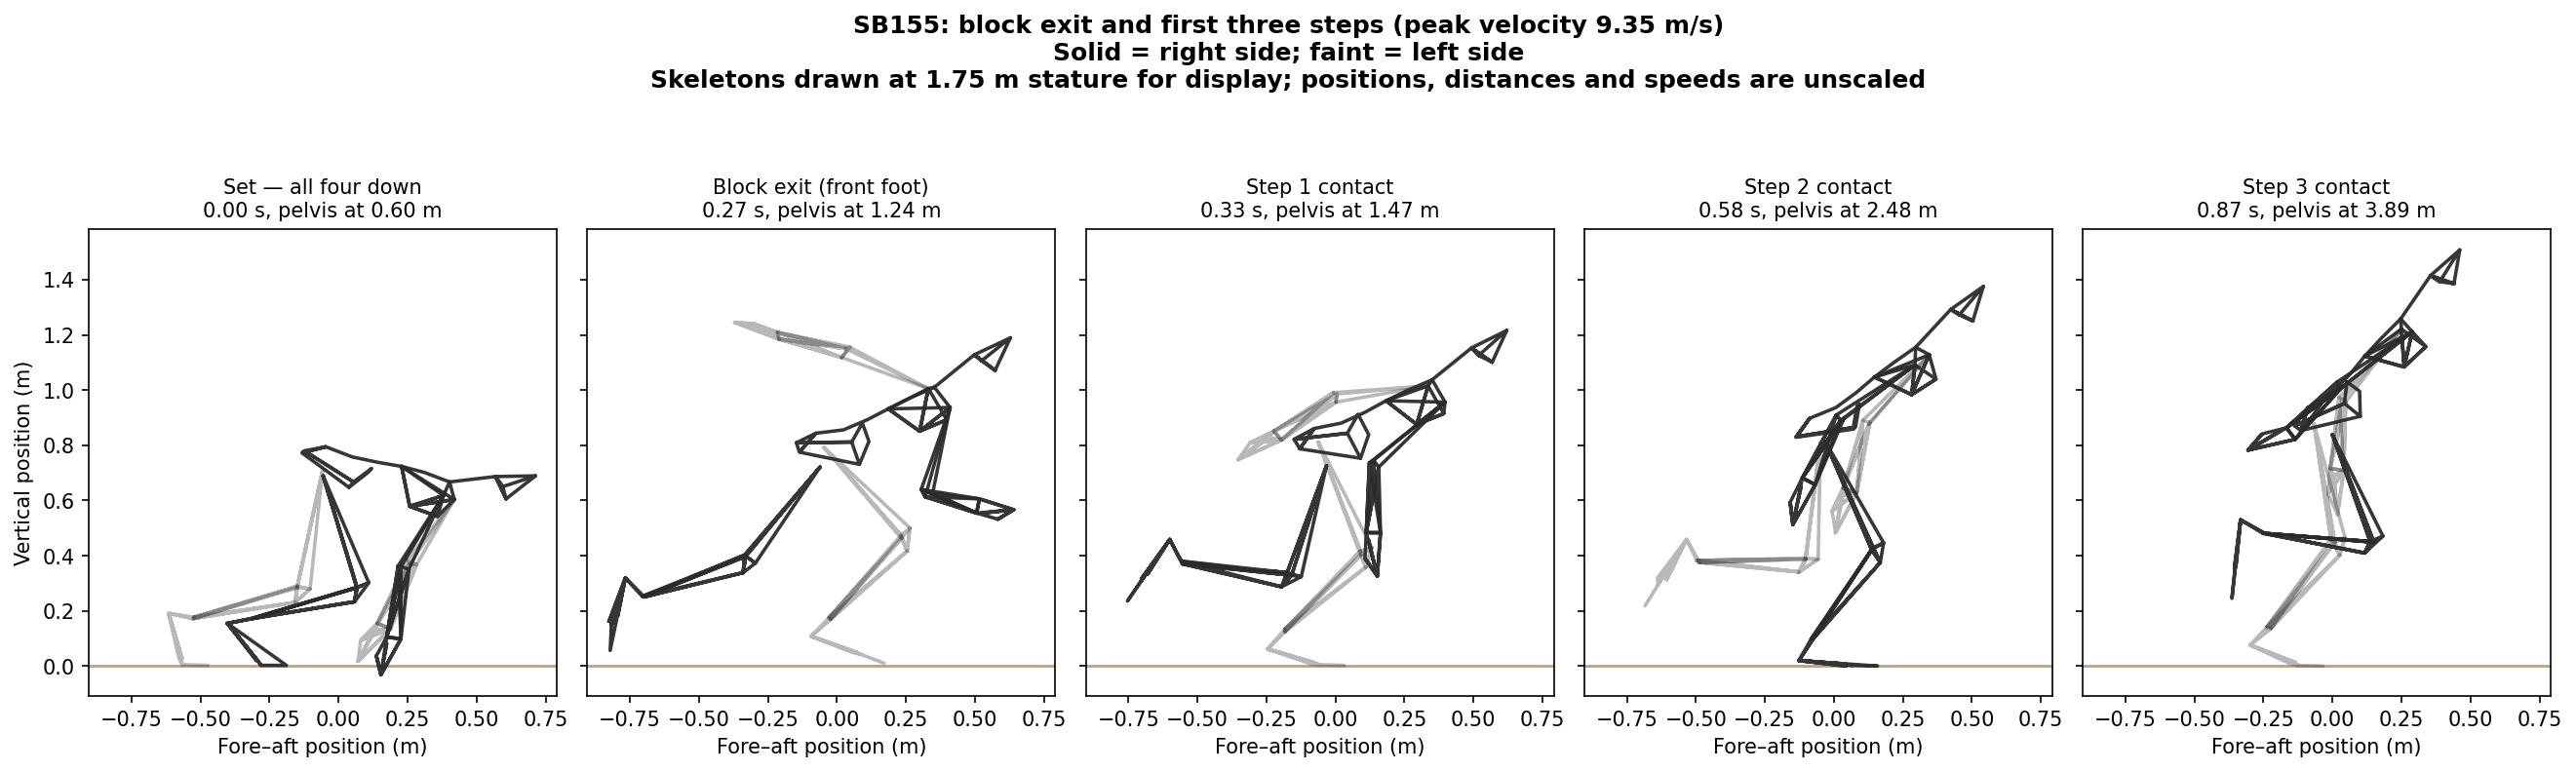 SB155: block exit and first three steps (peak velocity 9.35 m/s)
Solid = right side; faint = left side
Skeletons drawn at 1.75 m stature for display; positions, distances and speeds are unscaled
Set — all four down
0.00 s, pelvis at 0.60 m
Block exit (front foot)
0.27 s, pelvis at 1.24 m
Step 1 contact
0.33 s, pelvis at 1.47 m
Step 2 contact
0.58 s, pelvis at 2.48 m
Step 3 contact
0.87 s, pelvis at 3.89 m
Vertical position (m)
1.4
1.2
1.0
0.8
0.6
0.4
0.2
0.0
−0.75 −0.50 −0.25 0.00 0.25 0.50 0.75
Fore–aft position (m)
−0.75 −0.50 −0.25 0.00 0.25 0.50 0.75
Fore–aft position (m)
−0.75 −0.50 −0.25 0.00 0.25 0.50 0.75
Fore–aft position (m)
−0.75 −0.50 −0.25 0.00 0.25 0.50 0.75
Fore–aft position (m)
−0.75 −0.50 −0.25 0.00 0.25 0.50 0.75
Fore–aft position (m)